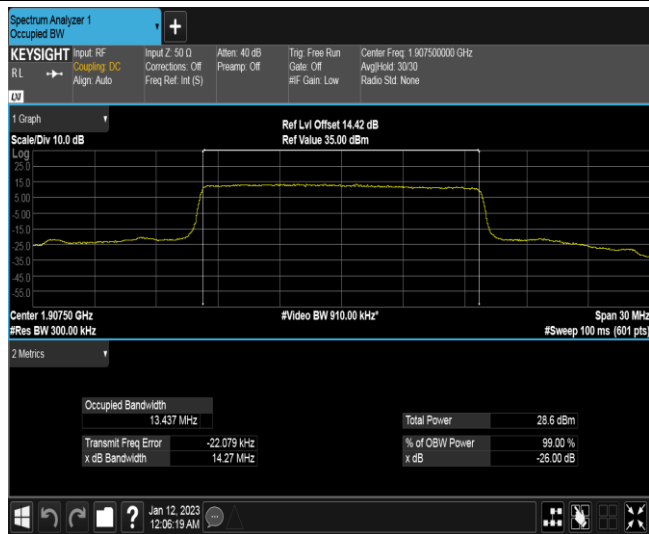 Spectrum Analyzer 1
Occupied BW
▼
+
KEYSIGHT
RL
LXI
Input: RF
Coupling: DC
Align: Auto
Input Z: 50 Ω
Corrections: Off
Freq Ref: Int (S)
Atten: 40 dB
Preamp: Off
Trig: Free Run
Gate: Off
#IF Gain: Low
Center Freq: 1.907500000 GHz
Avg|Hold: 30/30
Radio Std: None
1 Graph ▼
Scale/Div 10.0 dB
Ref Lvl Offset 14.42 dB
Ref Value 35.00 dBm
Log
25.0
15.0
5.00
-5.00
-15.0
-25.0
-35.0
-45.0
-55.0
Center 1.90750 GHz
#Res BW 300.00 kHz
#Video BW 910.00 kHz*
Span 30 MHz
#Sweep 100 ms (601 pts)
2 Metrics ▼
Occupied Bandwidth
13.437 MHz
Transmit Freq Error -22.079 kHz
x dB Bandwidth 14.27 MHz
Total Power 28.6 dBm
% of OBW Power 99.00 %
x dB -26.00 dB
?
Jan 12, 2023
12:06:19 AM